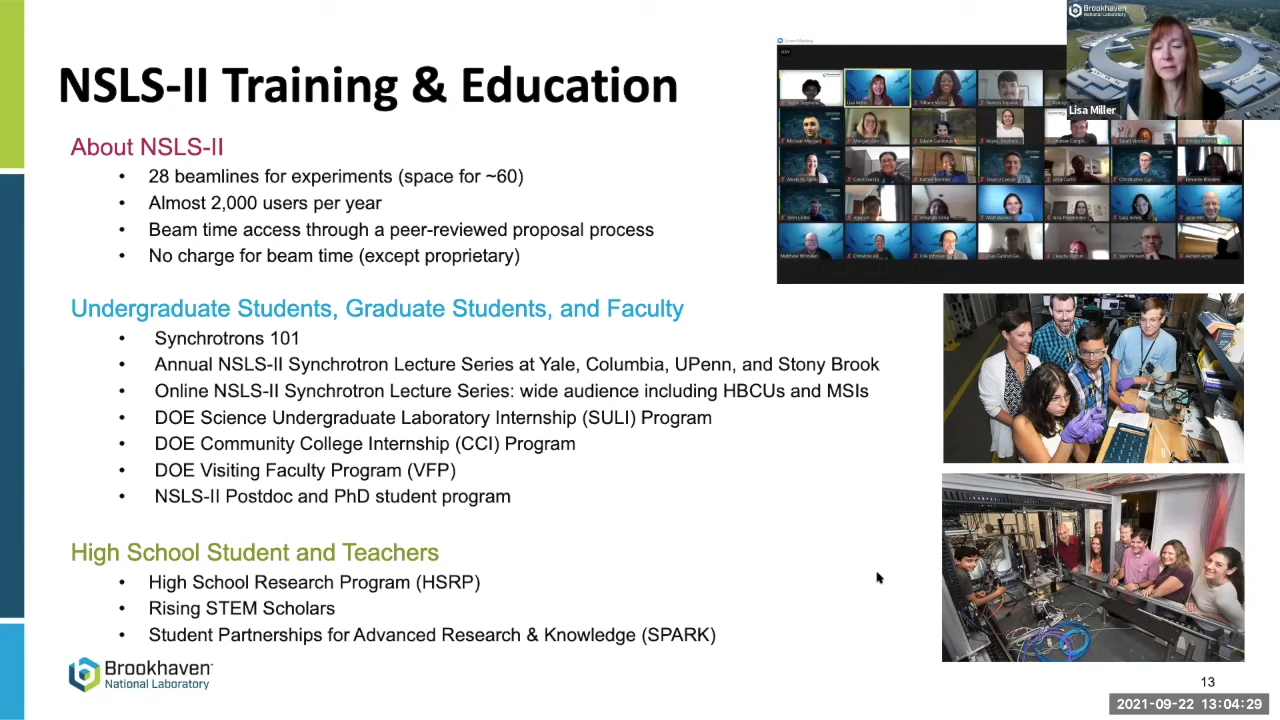 Brookhaven
National Laboratory
Lisa Miller
NSLS-II Training & Education
About NSLS-II
• 28 beamlines for experiments (space for ~60)
• Almost 2,000 users per year
• Beam time access through a peer-reviewed proposal process
• No charge for beam time (except proprietary)
Undergraduate Students, Graduate Students, and Faculty
• Synchrotrons 101
• Annual NSLS-II Synchrotron Lecture Series at Yale, Columbia, UPenn, and Stony Brook
• Online NSLS-II Synchrotron Lecture Series: wide audience including HBCUs and MSIs
• DOE Science Undergraduate Laboratory Internship (SULI) Program
• DOE Community College Internship (CCI) Program
• DOE Visiting Faculty Program (VFP)
• NSLS-II Postdoc and PhD student program
High School Student and Teachers
• High School Research Program (HSRP)
• Rising STEM Scholars
• Student Partnerships for Advanced Research & Knowledge (SPARK)
Brookhaven
National Laboratory
13
2021-09-22 13:04:29